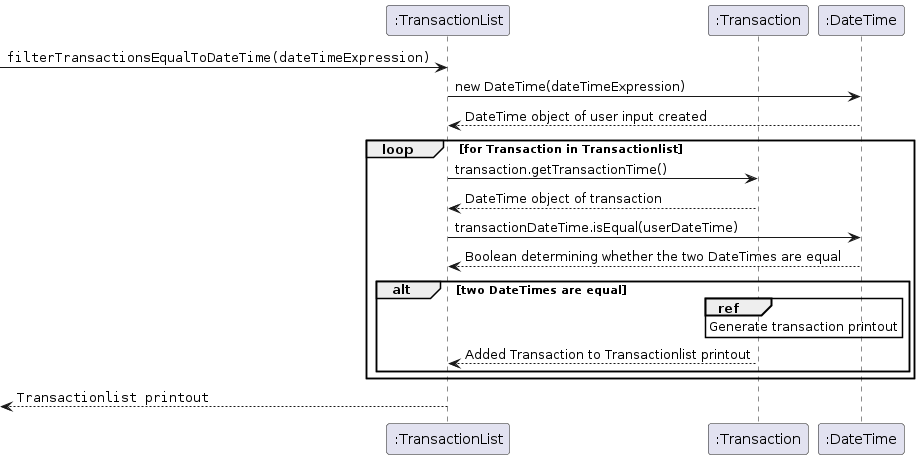 :TransactionList
:Transaction
:DateTime
filterTransactionsEqualToDateTime(dateTimeExpression)
new DateTime(dateTimeExpression)
DateTime object of user input created
loop
[for Transaction in Transactionlist]
transaction.getTransactionTime()
DateTime object of transaction
transactionDateTime.isEqual(userDateTime)
Boolean determining whether the two DateTimes are equal
alt
[two DateTimes are equal]
ref
Generate transaction printout
Added Transaction to Transactionlist printout
Transactionlist printout
:TransactionList
:Transaction
:DateTime